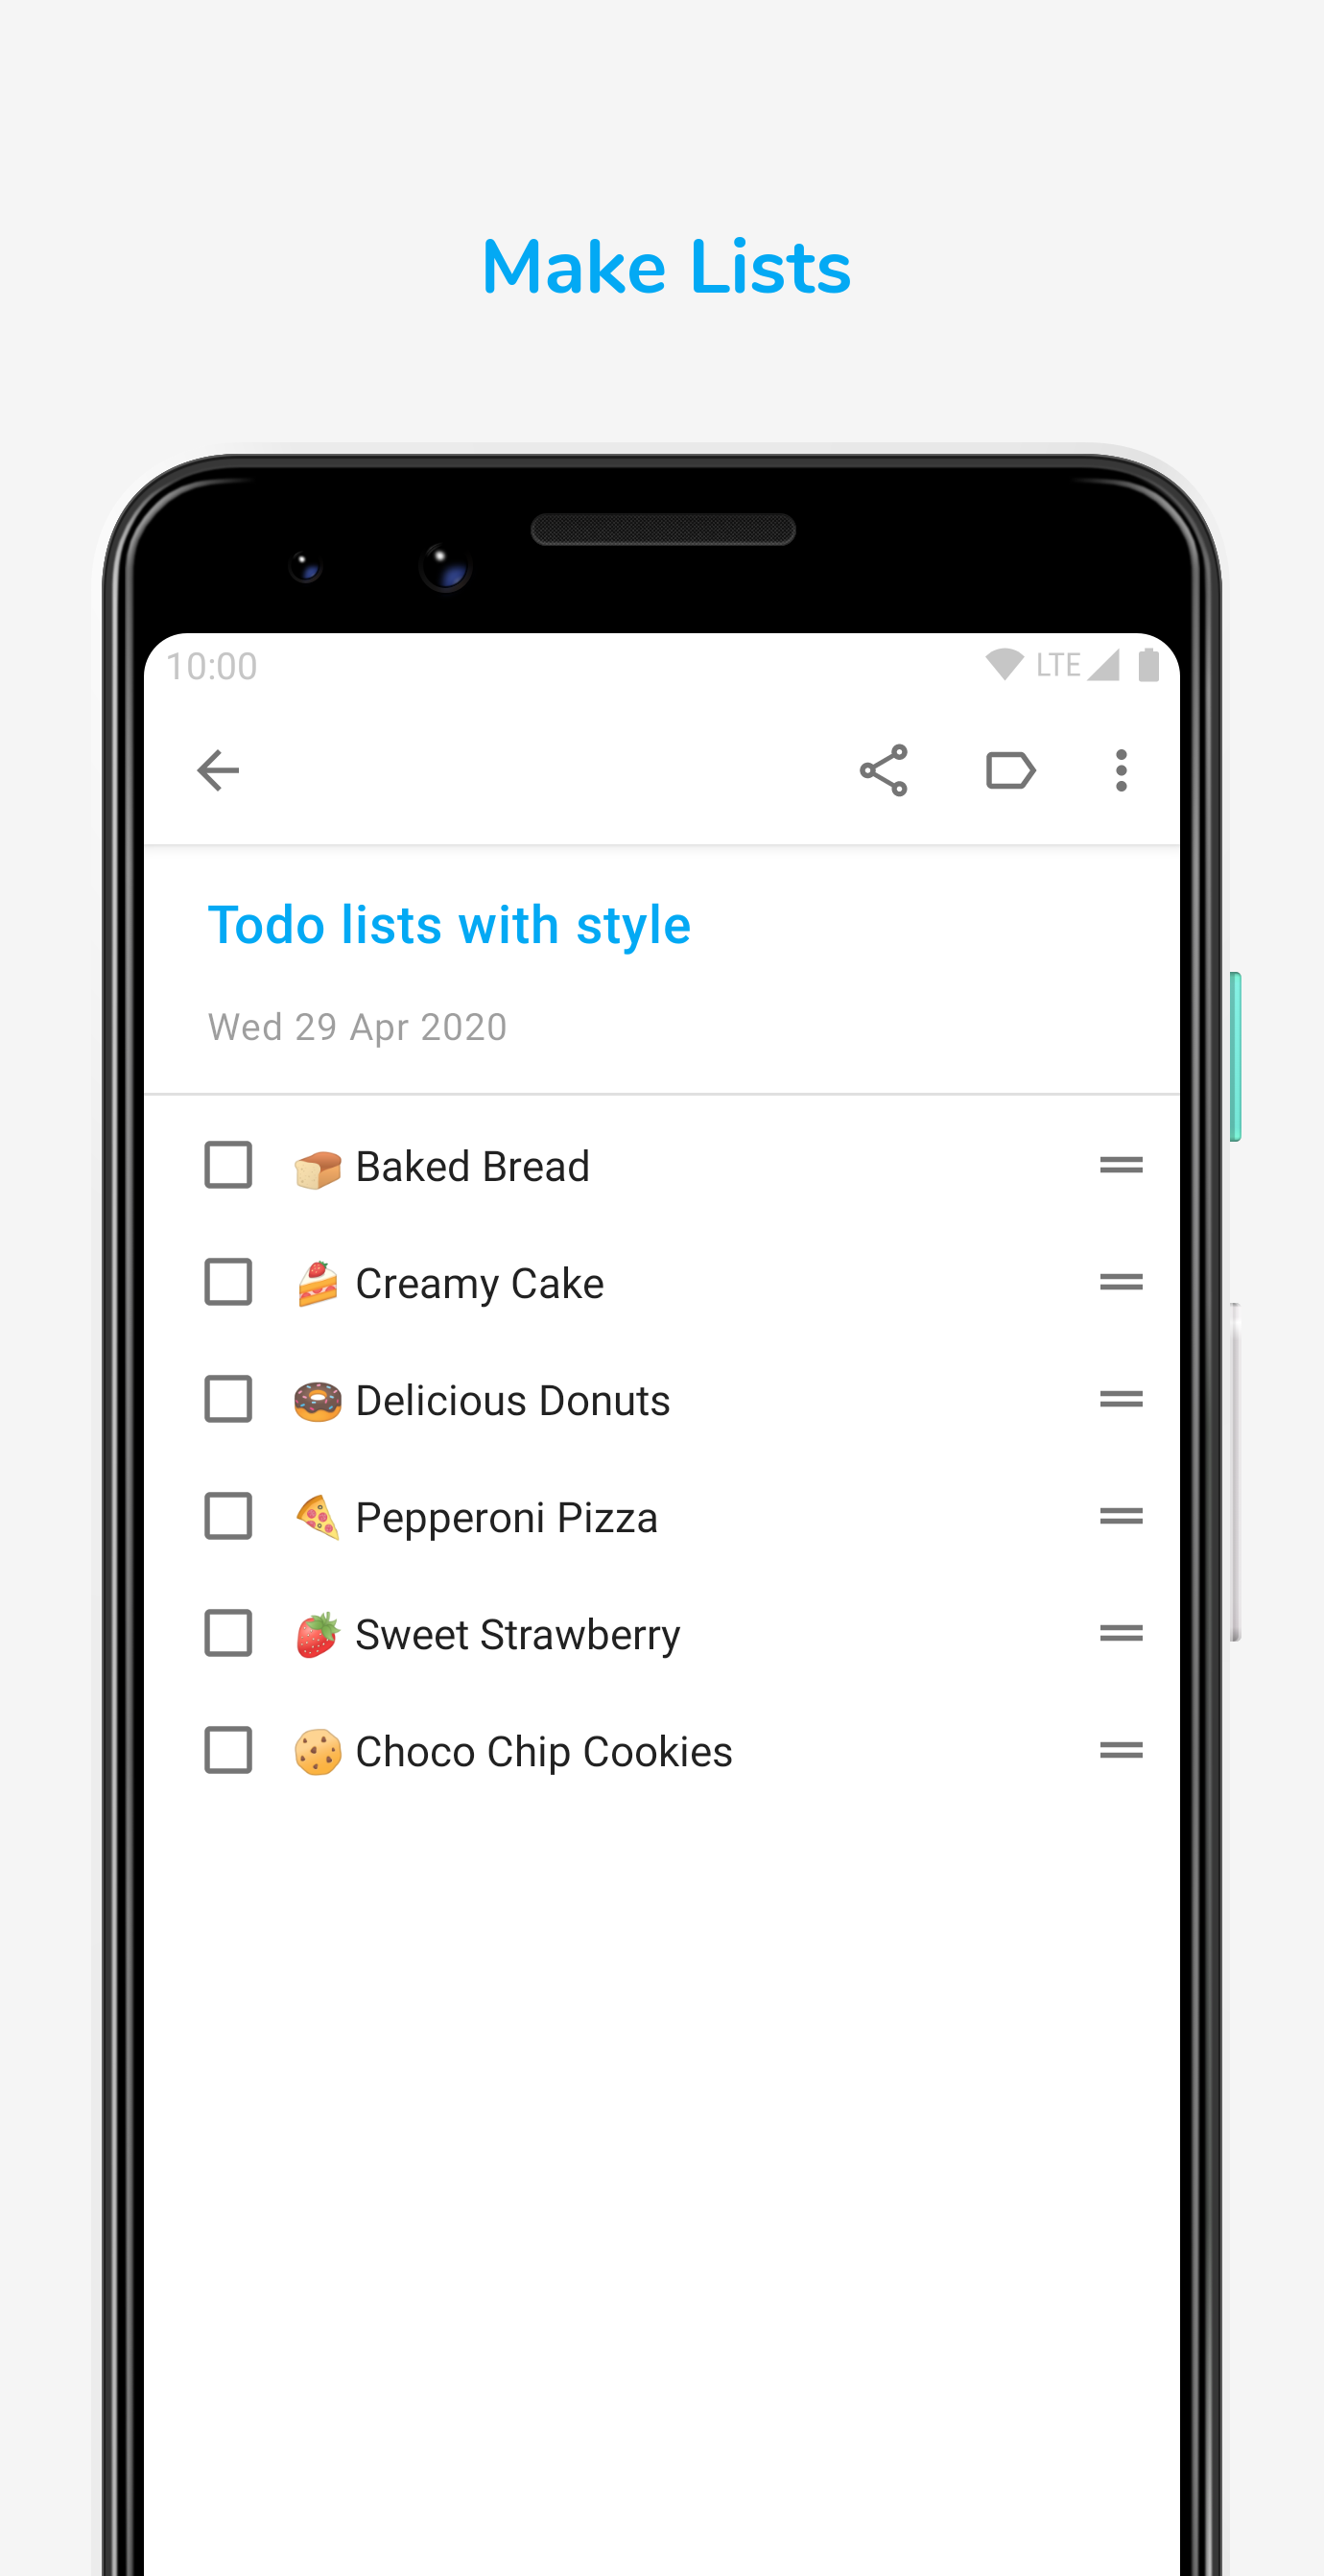 Make Lists
10:00
LTE
Todo lists with style
Wed 29 Apr 2020
🍞 Baked Bread
🍰 Creamy Cake
🍩 Delicious Donuts
🍕 Pepperoni Pizza
🍓 Sweet Strawberry
🍪 Choco Chip Cookies